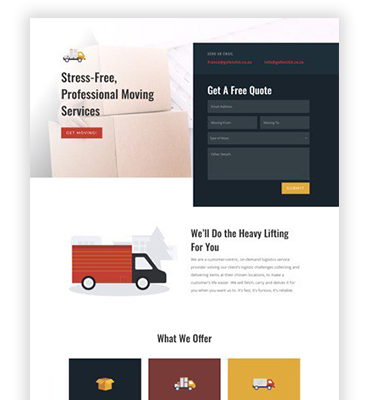 SEND US EMAIL
Stress-Free,
Professional Moving
Services
GET MOVING!
Get A Free Quote
Email Address
Moving From
Moving To
Type of Move
Other Details
SUBMIT
We'll Do the Heavy Lifting
For You
We are a customer-centric, on-demand logistics service
provider solving our client's logistic challenges collecting and
delivering items at their chosen locations, to make a
customer's life easier. We will fetch, carry and deliver it for
you when you want us to. It's fast, It's furious, It's reliable.
What We Offer